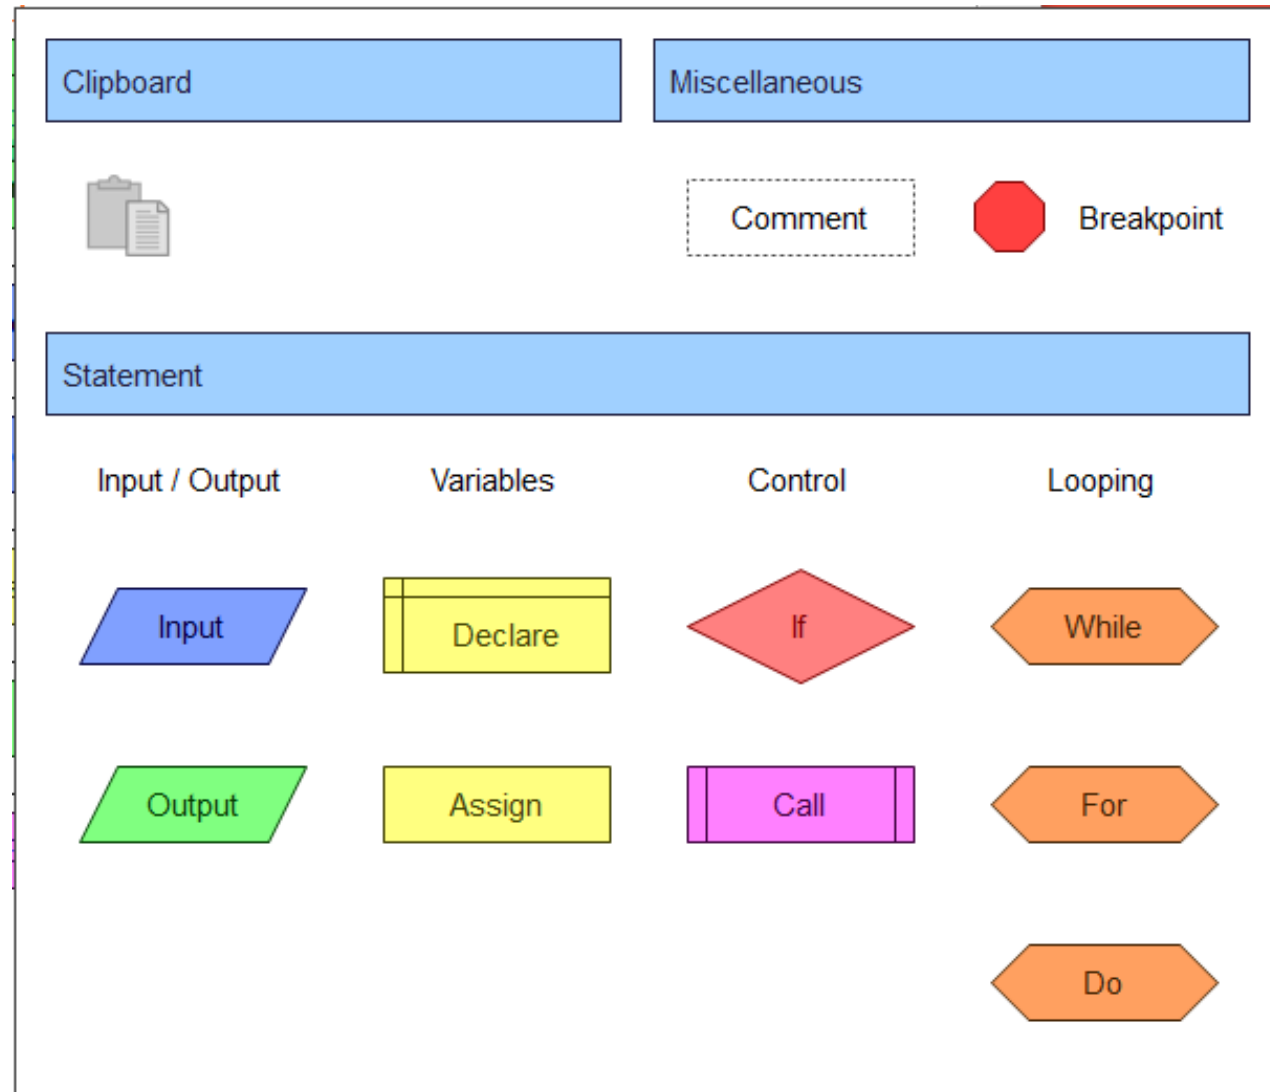 Clipboard
Miscellaneous
Comment
Breakpoint
Statement
Input / Output
Variables
Control
Looping
Input
Declare
If
While
Output
Assign
Call
For
Do